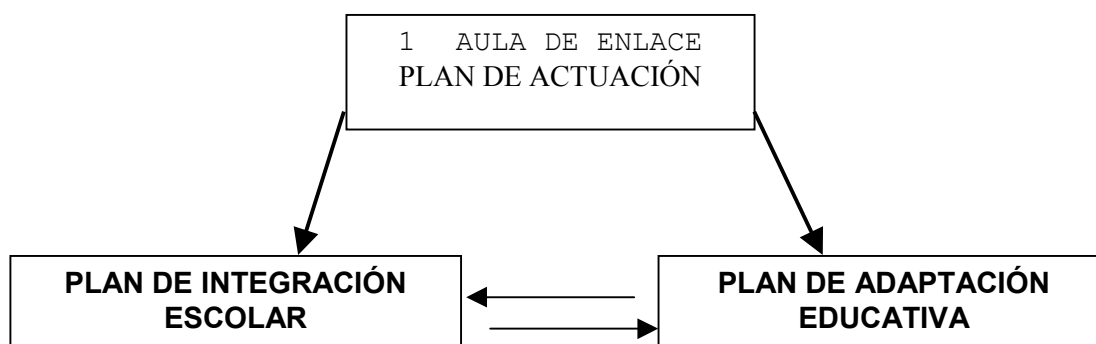 1 AULA DE ENLACE
PLAN DE ACTUACIÓN
PLAN DE INTEGRACIÓN
ESCOLAR
PLAN DE ADAPTACIÓN
EDUCATIVA